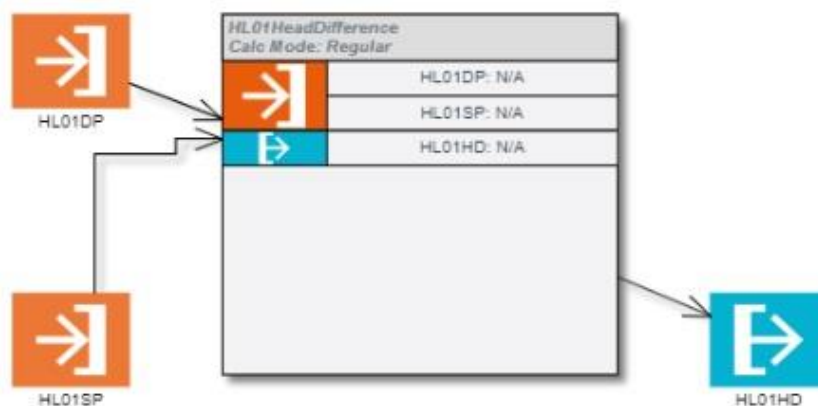 HL01HeadDifference
Calc Mode: Regular
HL01DP: N/A
HL01SP: N/A
HL01HD: N/A
HL01DP
HL01SP
HL01HD